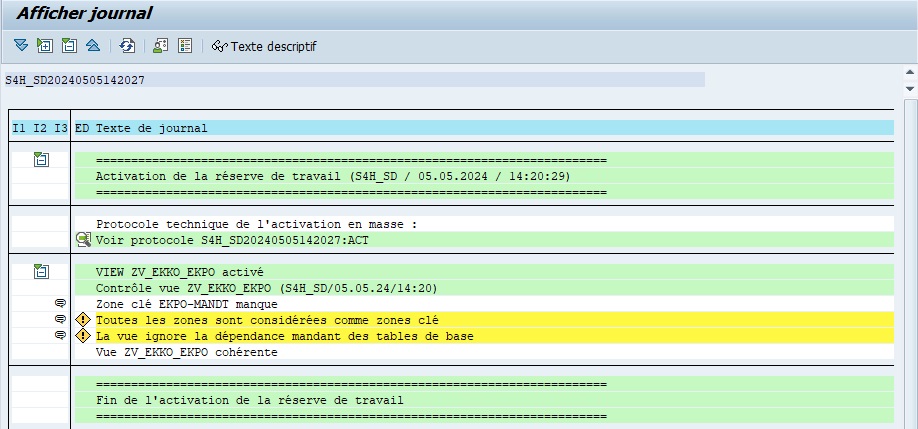 Afficher journal
Texte descriptif
S4H_SD20240505142027
I1 I2 I3 ED Texte de journal
=========================================================================
Activation de la réserve de travail (S4H_SD / 05.05.2024 / 14:20:29)
=========================================================================
Protocole technique de l'activation en masse :
Voir protocole S4H_SD20240505142027:ACT
VIEW ZV_EKKO_EKPO activé
Contrôle vue ZV_EKKO_EKPO (S4H_SD/05.05.24/14:20)
Zone clé EKPO-MANDT manque
Toutes les zones sont considérées comme zones clé
La vue ignore la dépendance mandant des tables de base
Vue ZV_EKKO_EKPO cohérente
=========================================================================
Fin de l'activation de la réserve de travail
=========================================================================